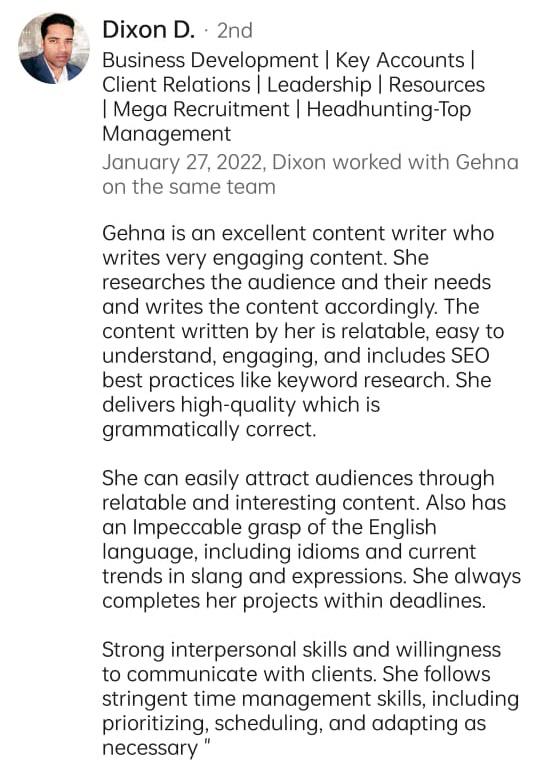 Dixon D. · 2nd
Business Development | Key Accounts |
Client Relations | Leadership | Resources
| Mega Recruitment | Headhunting-Top
Management
January 27, 2022, Dixon worked with Gehna
on the same team
Gehna is an excellent content writer who
writes very engaging content. She
researches the audience and their needs
and writes the content accordingly. The
content written by her is relatable, easy to
understand, engaging, and includes SEO
best practices like keyword research. She
delivers high-quality which is
grammatically correct.
She can easily attract audiences through
relatable and interesting content. Also has
an Impeccable grasp of the English
language, including idioms and current
trends in slang and expressions. She always
completes her projects within deadlines.
Strong interpersonal skills and willingness
to communicate with clients. She follows
stringent time management skills, including
prioritizing, scheduling, and adapting as
necessary "